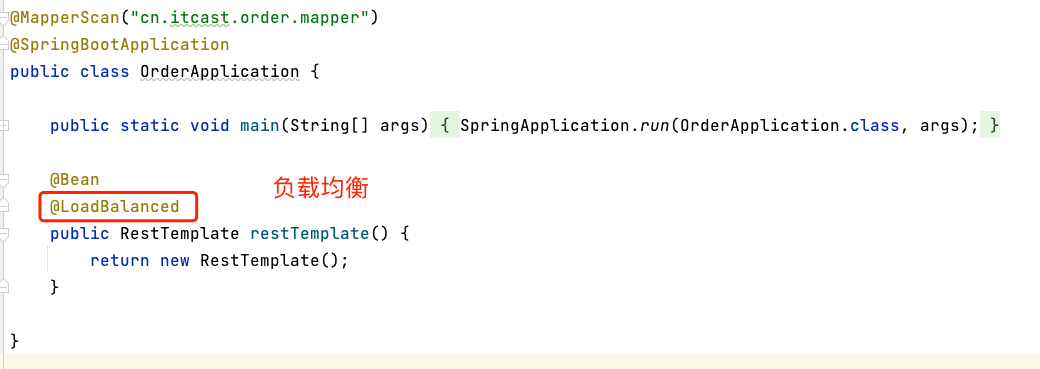 @MapperScan("cn.itcast.order.mapper")
@SpringBootApplication
public class OrderApplication {
public static void main(String[] args) { SpringApplication.run(OrderApplication.class, args); }
@Bean
负载均衡
@LoadBalanced
public RestTemplate restTemplate() {
return new RestTemplate();
}
}